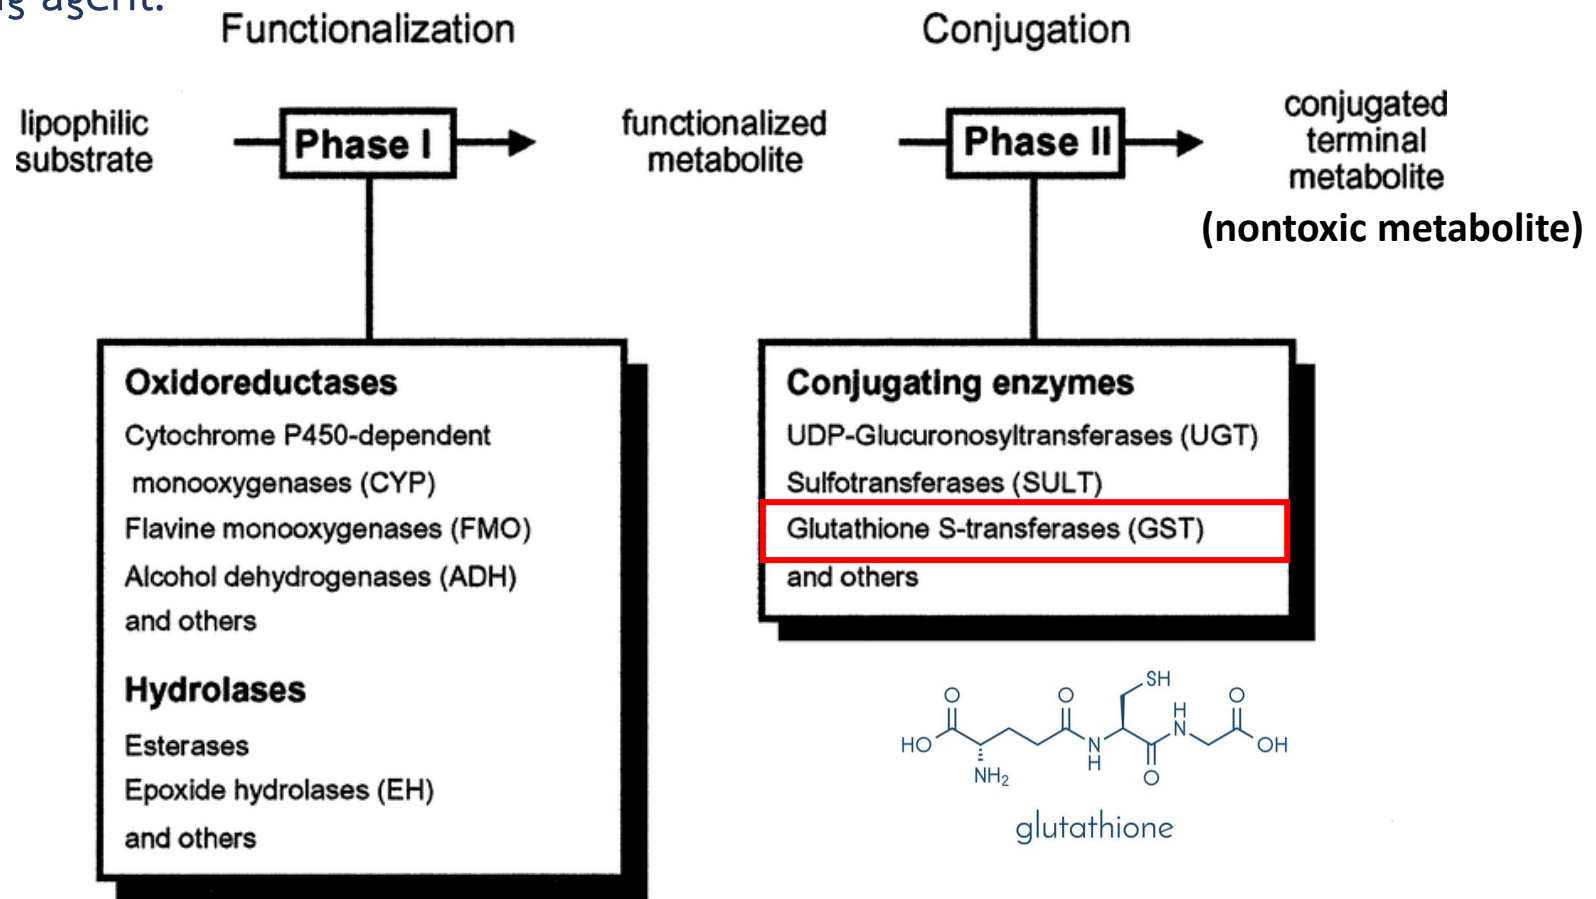 agent.
Functionalization
Conjugation
lipophilic
substrate
Phase I
functionalized
metabolite
Phase II
conjugated
terminal
metabolite
(nontoxic metabolite)
Oxidoreductases
Cytochrome P450-dependent
monooxygenases (CYP)
Flavine monooxygenases (FMO)
Alcohol dehydrogenases (ADH)
and others
Hydrolases
Esterases
Epoxide hydrolases (EH)
and others
Conjugating enzymes
UDP-Glucuronosyltransferases (UGT)
Sulfotransferases (SULT)
Glutathione S-transferases (GST)
and others
O
HO
NH₂
O
N
H
SH
O
H
N
O
OH
glutathione